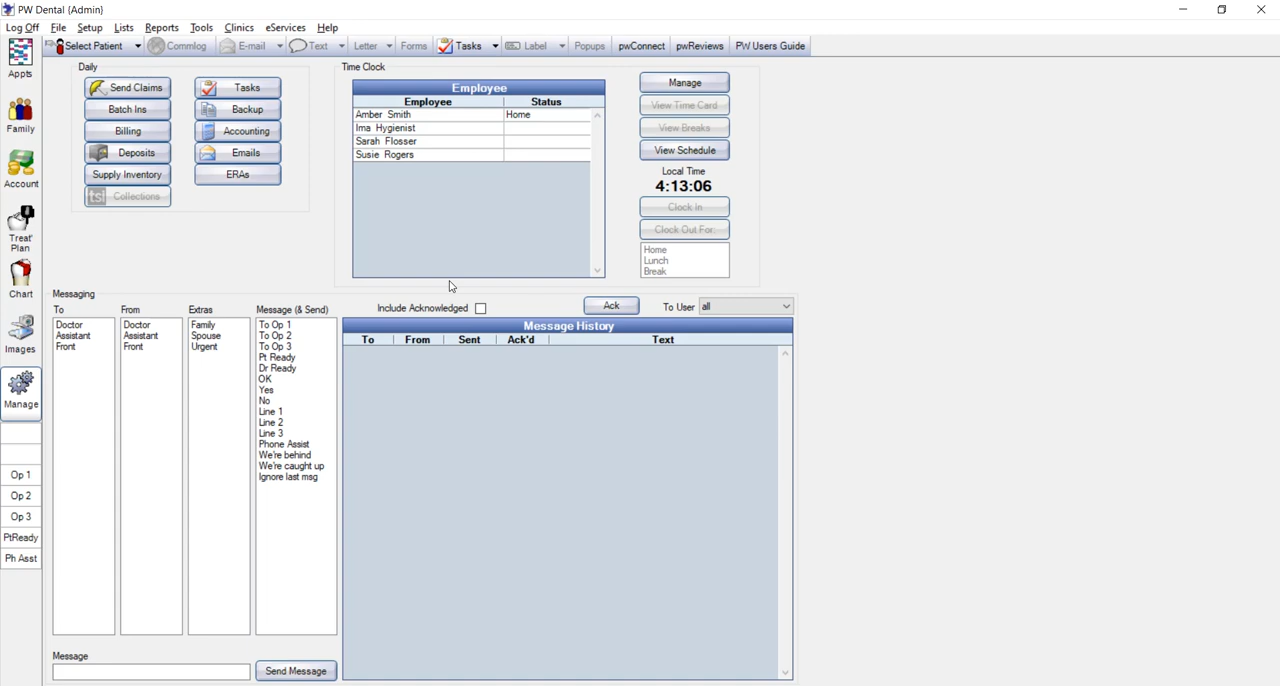 PW Dental {Admin}
Log Off File Setup Lists Reports Tools Clinics eServices Help
Select Patient Commlog E-mail Text Letter Forms Tasks Label Popups pwConnect pwReviews PW Users Guide
Appts
Family
Account
Treat' Plan
Chart
Images
Manage
Op 1
Op 2
Op 3
PtReady
Ph Asst
Daily
Send Claims Tasks
Batch Ins Backup
Billing Accounting
Deposits Emails
Supply Inventory ERAs
tsi Collections
Time Clock
Employee
Employee Status
Amber Smith Home
Ima Hygienist
Sarah Flosser
Susie Rogers
Manage
View Time Card
View Breaks
View Schedule
Local Time
4:13:06
Clock In
Clock Out For:
Home
Lunch
Break
Messaging
To From Extras Message (& Send)
Doctor
Assistant
Front
Doctor
Assistant
Front
Family
Spouse
Urgent
To Op 1
To Op 2
To Op 3
Pt Ready
Dr Ready
OK
Yes
No
Line 1
Line 2
Line 3
Phone Assist
We're behind
We're caught up
Ignore last msg
Include Acknowledged Ack To User all
Message History
To From Sent Ack'd Text
Message
Send Message